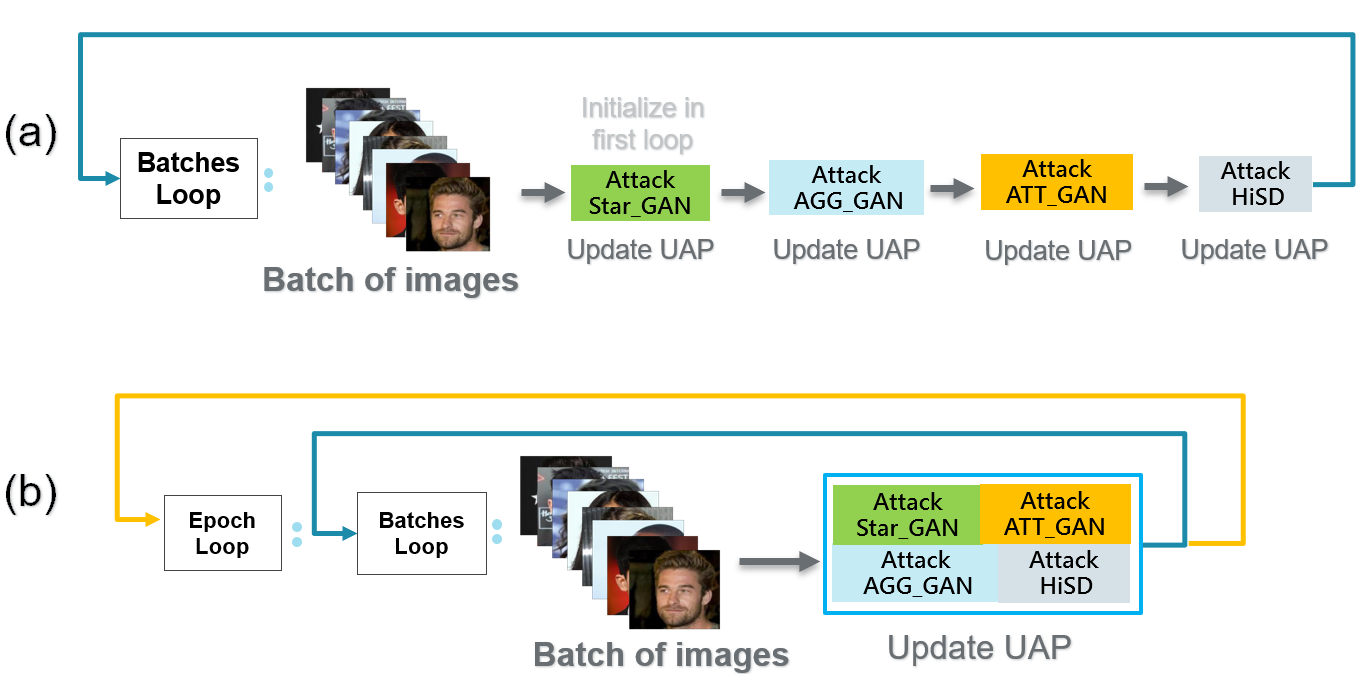 (a)
Batches
Loop
Batch of images
Initialize in
first loop
Attack
Star_GAN
Update UAP
Attack
AGG_GAN
Update UAP
Attack
ATT_GAN
Update UAP
Attack
HiSD
Update UAP
(b)
Epoch
Loop
Batches
Loop
Batch of images
Attack
Star_GAN
Attack
ATT_GAN
Attack
AGG_GAN
Attack
HiSD
Update UAP